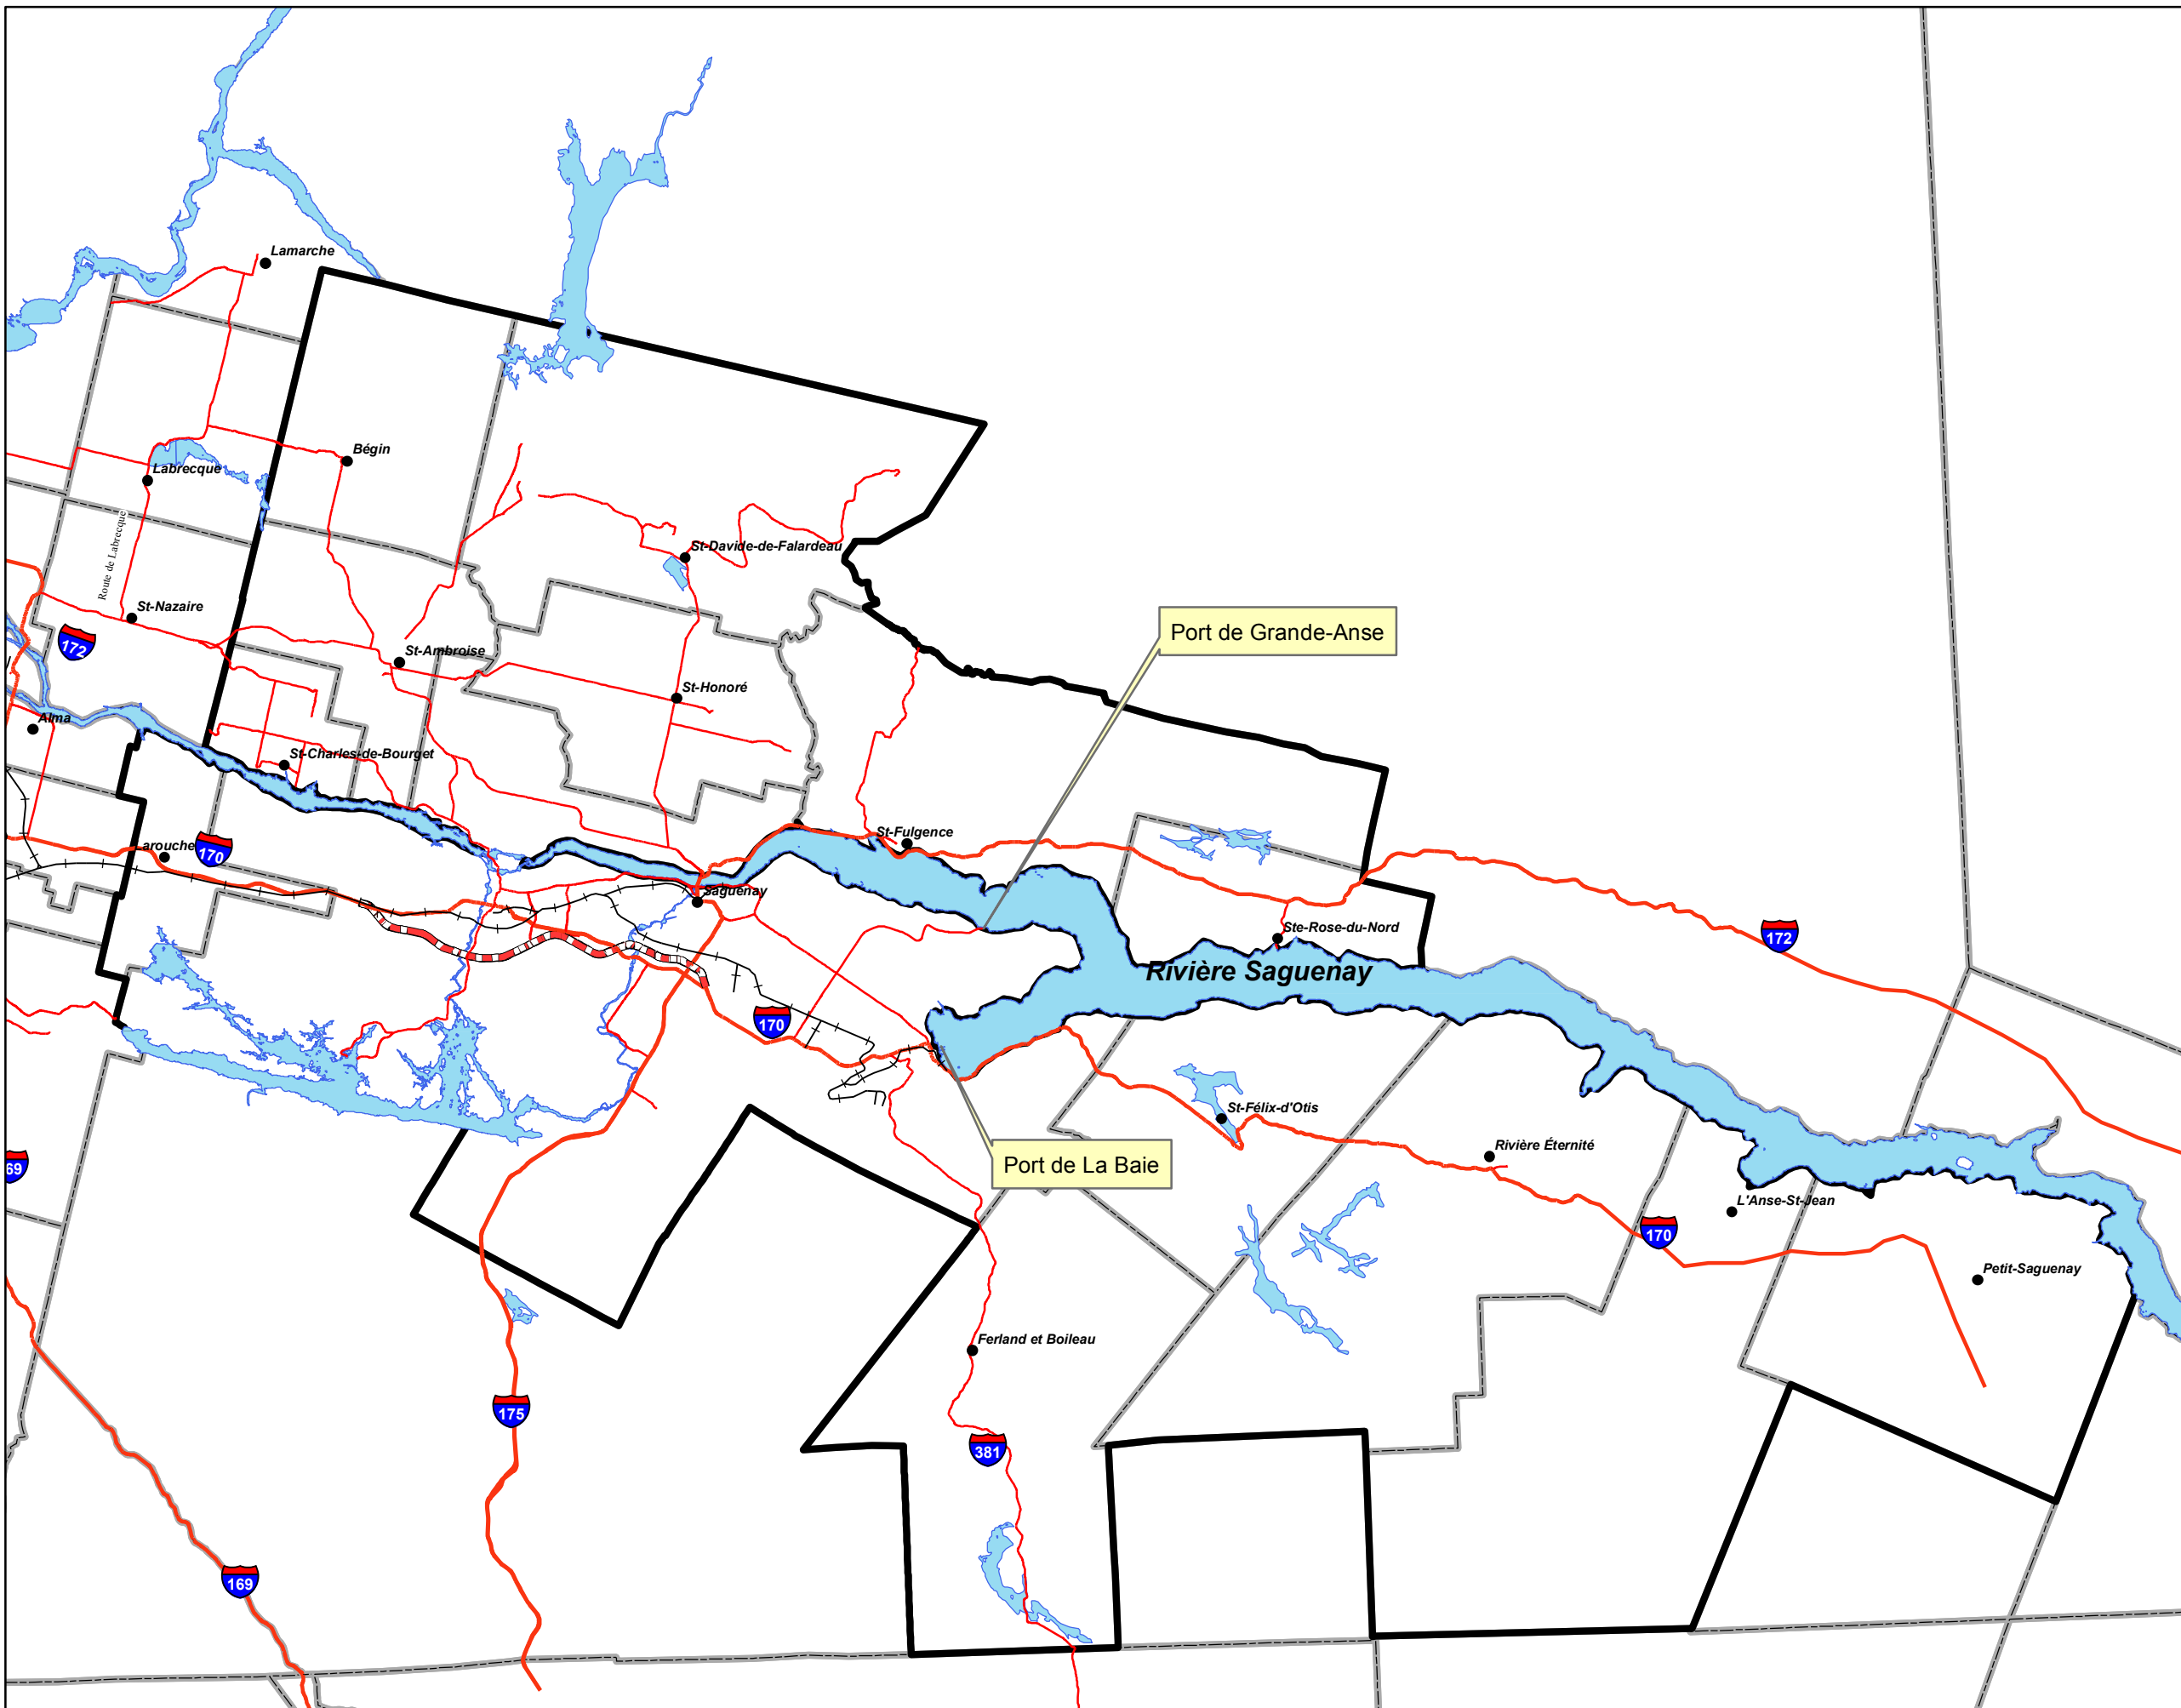 Lamarche
Bégin
Labrecque
Route de Labrecque
St-Davide-de-Falardeau
St-Nazaire
172
Port de Grande-Anse
St-Ambroise
St-Honoré
Alma
St-Charles-de-Bourget
St-Fulgence
Larouche
170
Saguenay
Ste-Rose-du-Nord
172
Rivière Saguenay
170
St-Félix-d'Otis
Rivière Éternité
69
Port de La Baie
L'Anse-St-Jean
170
Petit-Saguenay
Ferland et Boileau
175
381
169